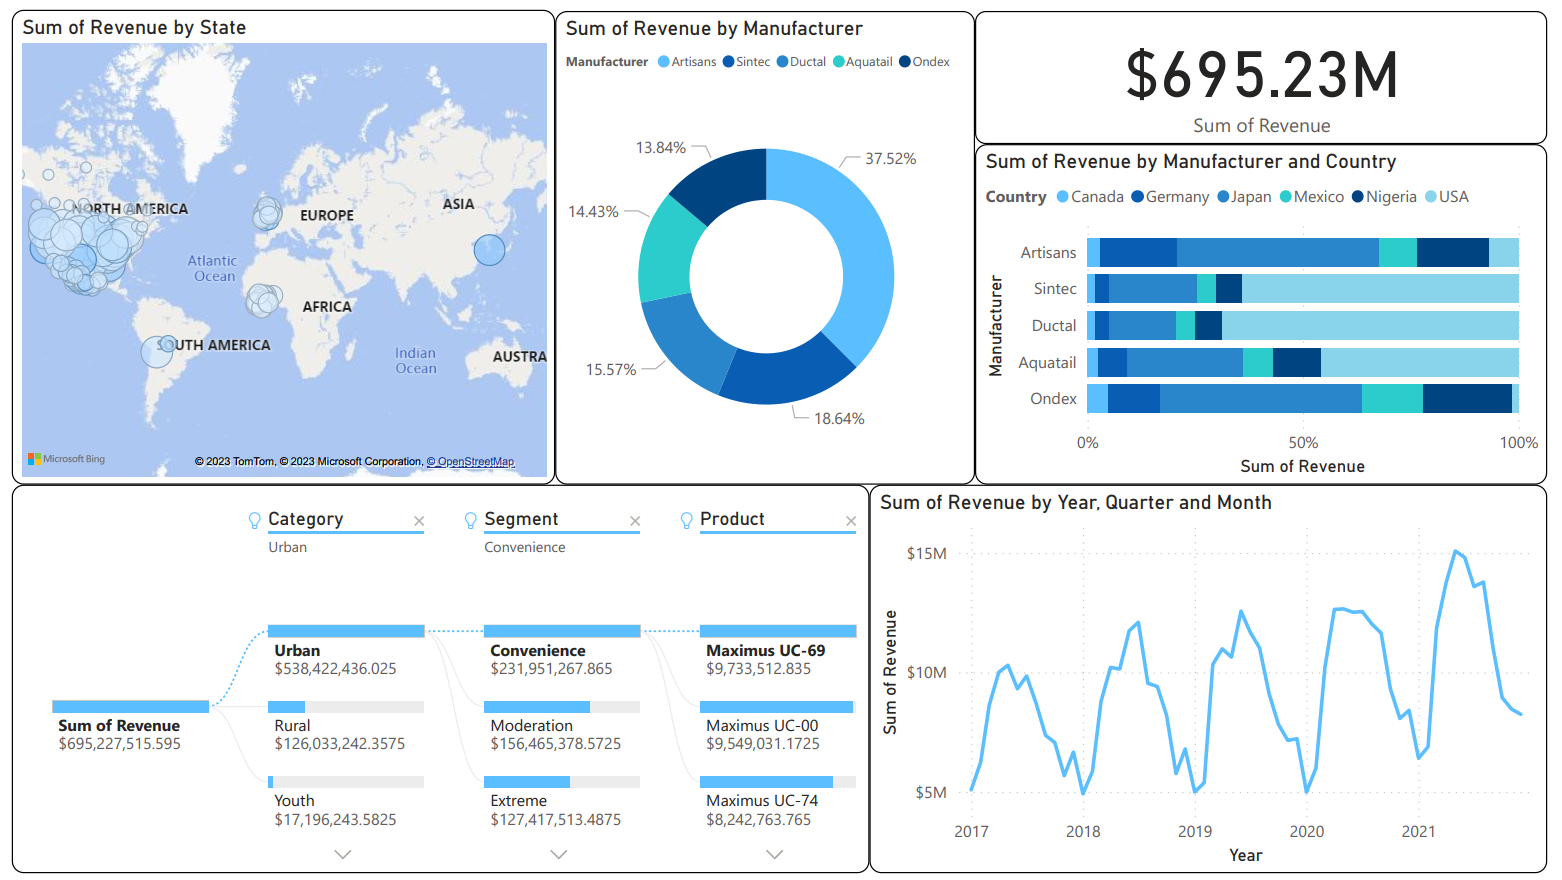 Sum of Revenue by State
NORTH AMERICA
EUROPE
ASIA
Atlantic
Ocean
AFRICA
SOUTH AMERICA
Indian
Ocean
AUSTRA
Microsoft Bing
© 2023 TomTom, © 2023 Microsoft Corporation, © OpenStreetMap
Sum of Revenue by Manufacturer
Manufacturer Artisans Sintec Ductal Aquatail Ondex
13.84%
37.52%
14.43%
15.57%
18.64%
$695.23M
Sum of Revenue
Sum of Revenue by Manufacturer and Country
Country Canada Germany Japan Mexico Nigeria USA
Manufacturer
Artisans
Sintec
Ductal
Aquatail
Ondex
0% 50% 100%
Sum of Revenue
Category Segment Product
Urban Convenience
Sum of Revenue
$695,227,515.595
Urban
$538,422,436.025
Rural
$126,033,242.3575
Youth
$17,196,243.5825
Convenience
$231,951,267.865
Moderation
$156,465,378.5725
Extreme
$127,417,513.4875
Maximus UC-69
$9,733,512.835
Maximus UC-00
$9,549,031.1725
Maximus UC-74
$8,242,763.765
Sum of Revenue by Year, Quarter and Month
Sum of Revenue
$15M
$10M
$5M
2017 2018 2019 2020 2021
Year